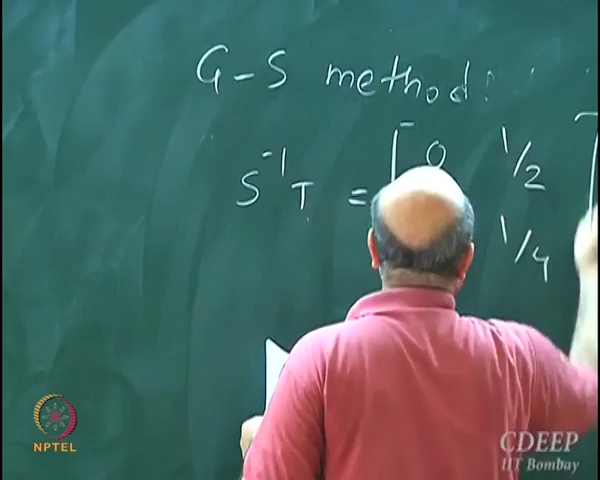 G-S method:
S⁻¹T = [ 0 1/2 ]
1/4
NPTEL
CDEEP
IIT Bombay